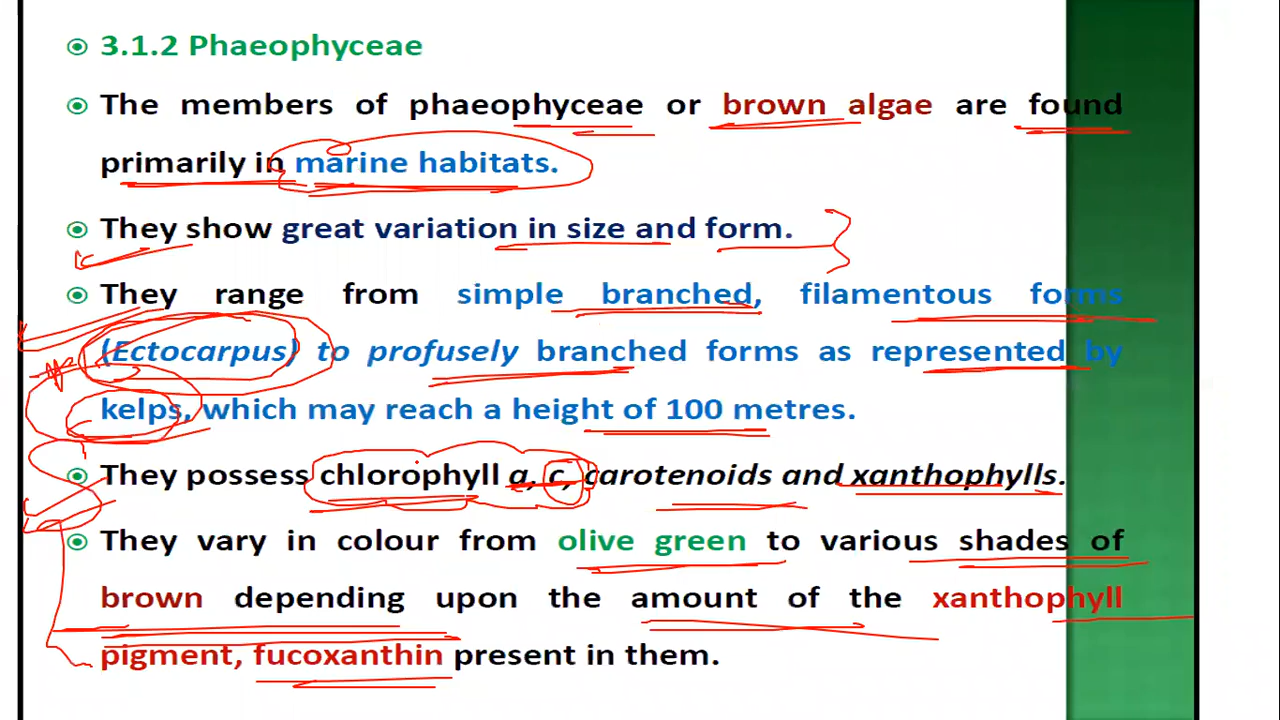 3.1.2 Phaeophyceae
The members of phaeophyceae or brown algae are found
primarily in marine habitats.
They show great variation in size and form.
They range from simple branched, filamentous forms
(Ectocarpus) to profusely branched forms as represented by
kelps, which may reach a height of 100 metres.
They possess chlorophyll a, c, carotenoids and xanthophylls.
They vary in colour from olive green to various shades of
brown depending upon the amount of the xanthophyll
pigment, fucoxanthin present in them.